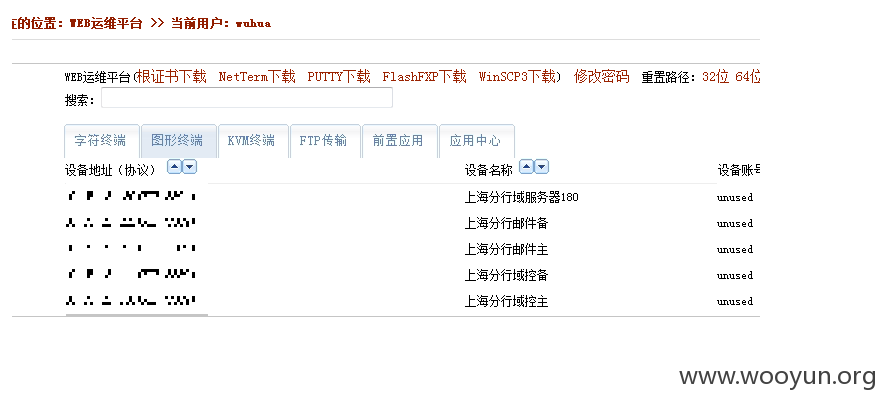 在的位置：WEB运维平台 >> 当前用户：wuhua
WEB运维平台(根证书下载 NetTerm下载 PUTTY下载 FlashFXP下载 WinSCP3下载) 修改密码 重置路径：32位 64位
搜索：
字符终端 图形终端 KVM终端 FTP传输 前置应用 应用中心
设备地址（协议） 设备名称 设备账号
上海分行域服务器180 unused
上海分行邮件备 unused
上海分行邮件主 unused
上海分行域控备 unused
上海分行域控主 unused
www.wooyun.org